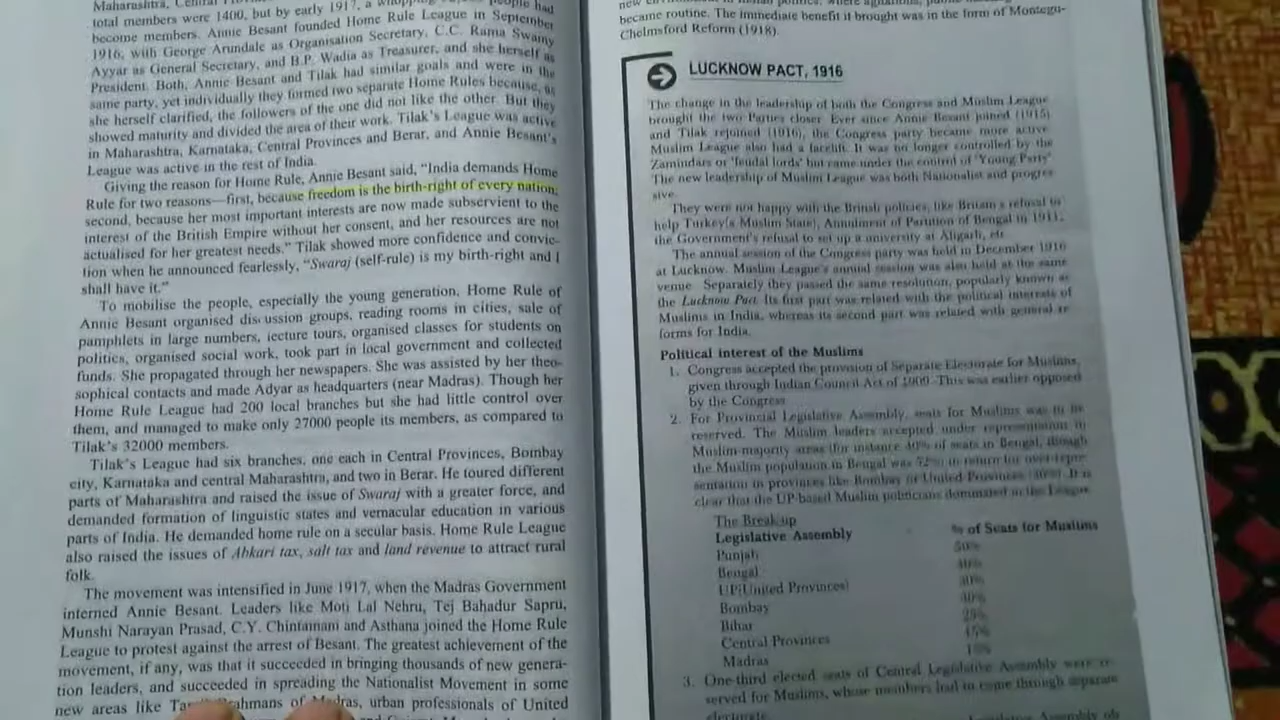 Maharashtra, Central
total members were 1400, but by early 1917, a whopping people had
become members. Annie Besant founded Home Rule League in September
1916, with George Arundale as Organisation Secretary, C.C. Rama Swamy
Ayyar as General Secretary, and B.P. Wadia as Treasurer, and she herself as
President. Both, Annie Besant and Tilak had similar goals and were in the
same party, yet individually they formed two separate Home Rules because, as
she herself clarified, the followers of the one did not like the other. But they
showed maturity and divided the area of their work. Tilak's League was active
in Maharashtra, Karnataka, Central Provinces and Berar, and Annie Besant's
League was active in the rest of India.
Giving the reason for Home Rule, Annie Besant said, "India demands Home
Rule for two reasons—first, because freedom is the birth-right of every nation;
second, because her most important interests are now made subservient to the
interest of the British Empire without her consent, and her resources are not
actualised for her greatest needs." Tilak showed more confidence and convic-
tion when he announced fearlessly, "Swaraj (self-rule) is my birth-right and I
shall have it."
To mobilise the people, especially the young generation, Home Rule of
Annie Besant organised discussion groups, reading rooms in cities, sale of
pamphlets in large numbers, lecture tours, organised classes for students on
politics, organised social work, took part in local government and collected
funds. She propagated through her newspapers. She was assisted by her theo-
sophical contacts and made Adyar as headquarters (near Madras). Though her
Home Rule League had 200 local branches but she had little control over
them, and managed to make only 27000 people its members, as compared to
Tilak's 32000 members.
Tilak's League had six branches, one each in Central Provinces, Bombay
city, Karnataka and central Maharashtra, and two in Berar. He toured different
parts of Maharashtra and raised the issue of Swaraj with a greater force, and
demanded formation of linguistic states and vernacular education in various
parts of India. He demanded home rule on a secular basis. Home Rule League
also raised the issues of Abkari tax, salt tax and land revenue to attract rural
folk.
The movement was intensified in June 1917, when the Madras Government
interned Annie Besant. Leaders like Moti Lal Nehru, Tej Bahadur Sapru,
Munshi Narayan Prasad, C.Y. Chintamani and Asthana joined the Home Rule
League to protest against the arrest of Besant. The greatest achievement of the
movement, if any, was that it succeeded in bringing thousands of new genera-
tion leaders, and succeeded in spreading the Nationalist Movement in some
new areas like of Madras, urban professionals of United
became routine. The immediate benefit it brought was in the form of Montegu-
Chelmsford Reform (1918).
LUCKNOW PACT, 1916
The change in the leadership of both the Congress and Muslim League
brought the two Parties closer. Ever since Annie Besant joined (1915)
and Tilak rejoined (1916), the Congress party became more active
Muslim League also had a facelift. It was no longer controlled by the
Zamindars or 'feudal lords' but came under the control of 'Young Party'
The new leadership of Muslim League was both Nationalist and progres
sive.
They were not happy with the British policies, like Britain's refusal to
help Turkey(a Muslim State), Annulment of Partition of Bengal in 1911,
the Government's refusal to set up a university at Aligarh, etc
The annual session of the Congress party was held in December 1916
at Lucknow. Muslim League's annual session was also held at the same
venue. Separately they passed the same resolution, popularly known as
the Lucknow Pact. Its first part was related with the political interests of
Muslims in India, whereas its second part was related with general re
forms for India.
Political interest of the Muslims
1. Congress accepted the provision of Separate Electorate for Muslims,
given through Indian Council Act of 1909. This was earlier opposed
by the Congress
2. For Provincial Legislative Assembly, seats for Muslims was to be
reserved. The Muslim leaders accepted under representation in
Muslim-majority areas (for instance 40% of seats in Bengal, though
the Muslim population in Bengal was 52%) in return for over-repre-
sentation in provinces like Bombay or United Provinces (30%). It is
clear that the UP-based Muslim politicians dominated in the League.
The Break up
Legislative Assembly % of Seats for Muslims
Punjab 50%
Bengal 40%
UP(United Provinces) 30%
Bombay 30%
Bihar 25%
Central Provinces 15%
Madras
3. One-third elected seats of Central Legislative Assembly were re-
served for Muslims, whose members had to come through separate
electorate.